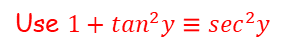 Use 1 + tan²y ≡ sec²y